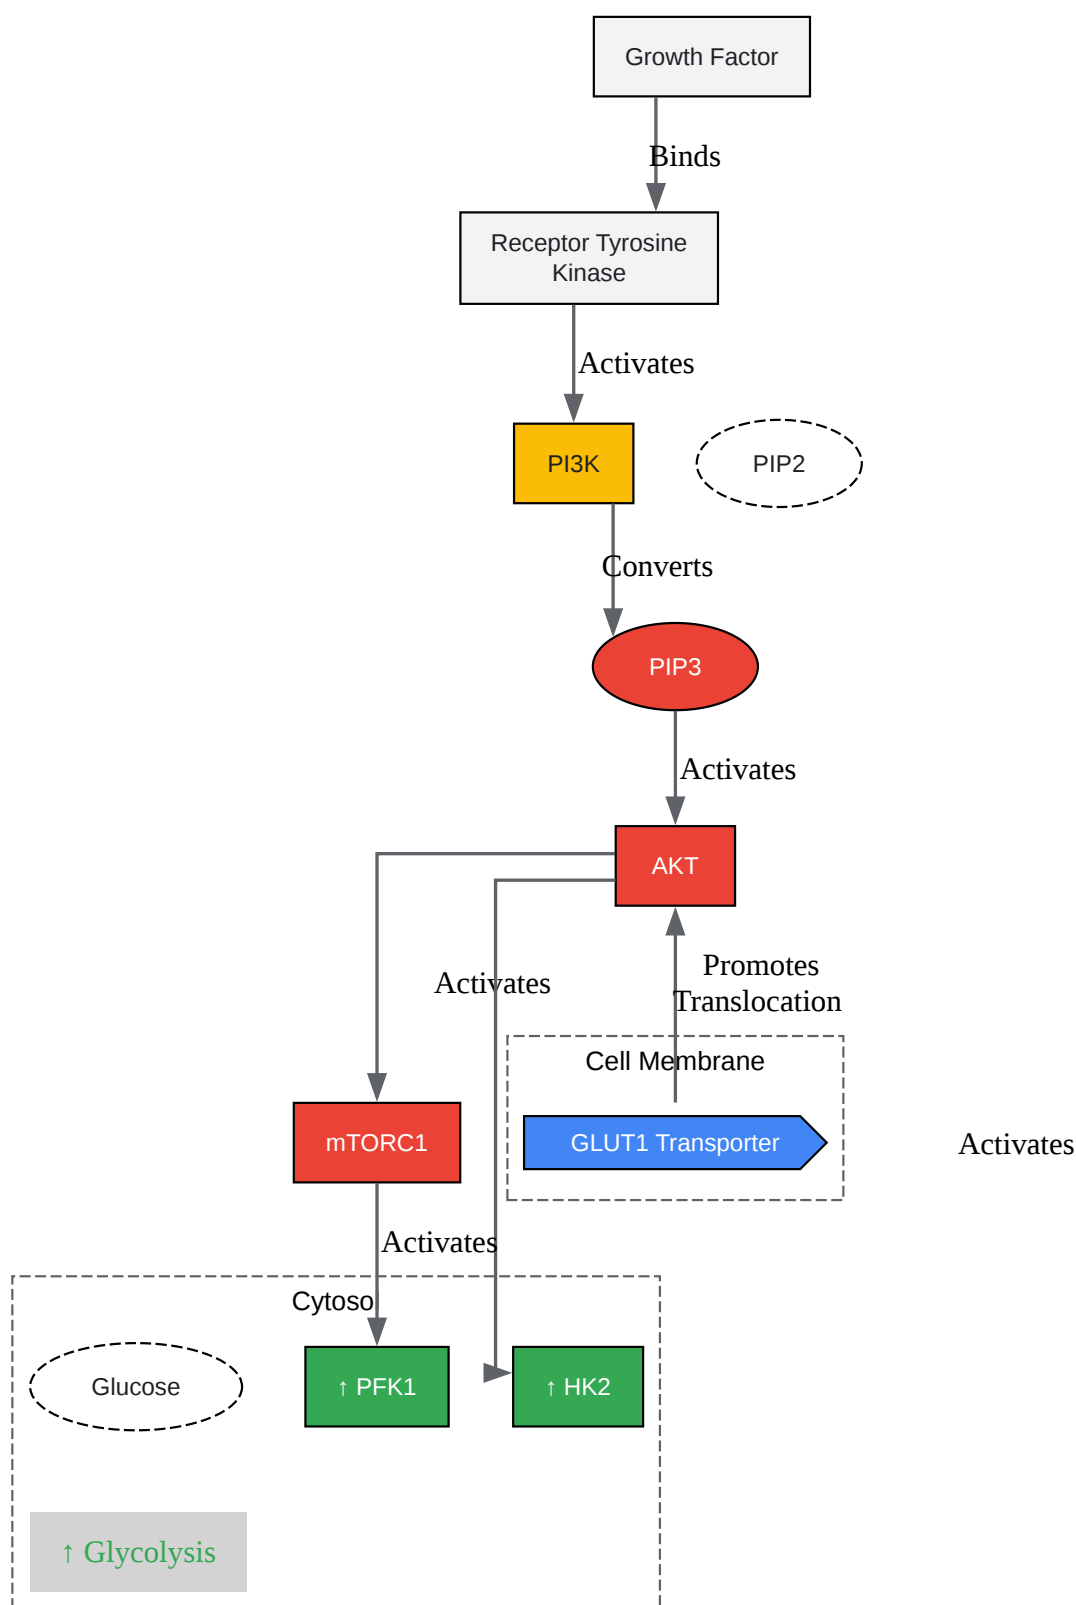 Growth Factor
Binds
Receptor Tyrosine
Kinase
Activates
PI3K
PIP2
Converts
PIP3
Activates
AKT
Promotes
Translocation
Activates
Cell Membrane
mTORC1
GLUT1 Transporter
Activates
Activates
Cytosol
Glucose
↑ PFK1
↑ HK2
↑ Glycolysis